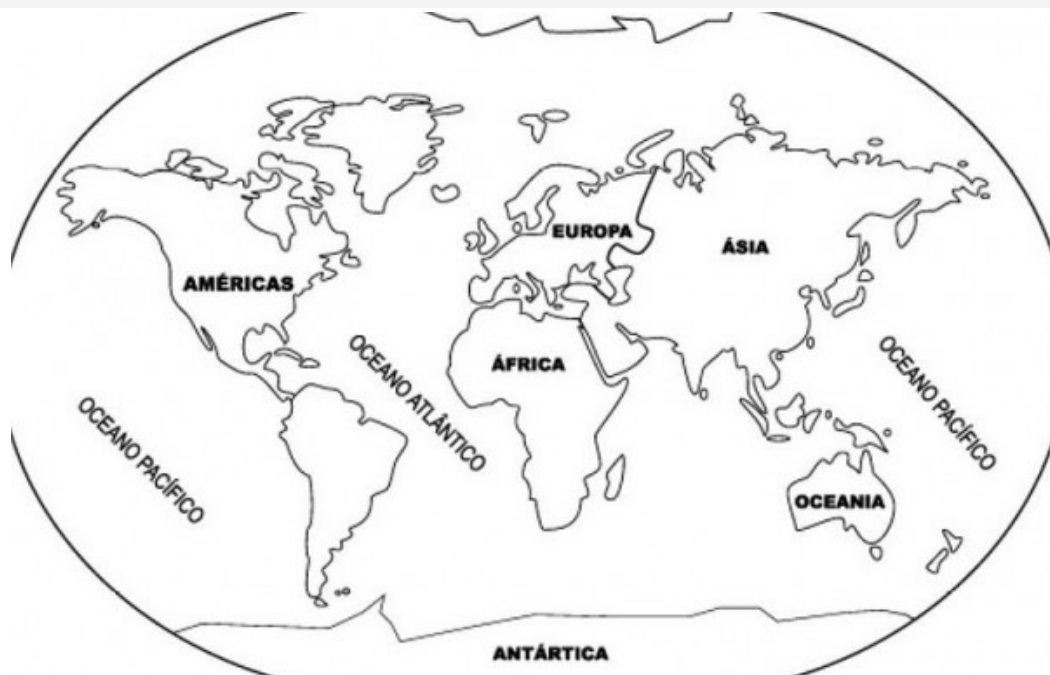 EUROPA
ÁSIA
AMÉRICAS
OCEANO ATLÂNTICO
ÁFRICA
OCEANO PACÍFICO
OCEANO PACÍFICO
OCEANIA
ANTÁRTICA